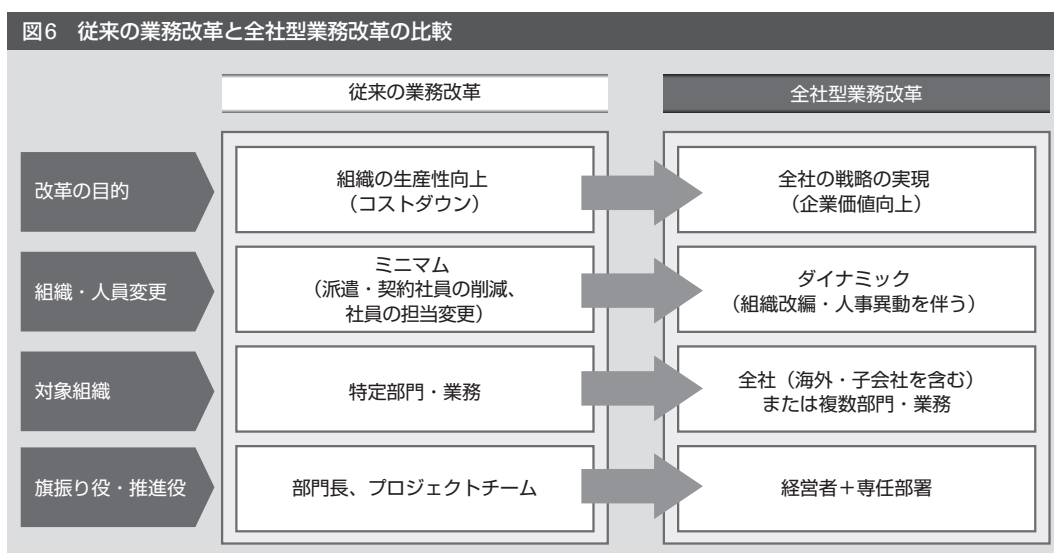 図6 従来の業務改革と全社型業務改革の比較
従来の業務改革
全社型業務改革
改革の目的
組織の生産性向上
（コストダウン）
全社の戦略の実現
（企業価値向上）
組織・人員変更
ミニマム
（派遣・契約社員の削減、
社員の担当変更）
ダイナミック
（組織改編・人事異動を伴う）
対象組織
特定部門・業務
全社（海外・子会社を含む）
または複数部門・業務
旗振り役・推進役
部門長、プロジェクトチーム
経営者＋専任部署